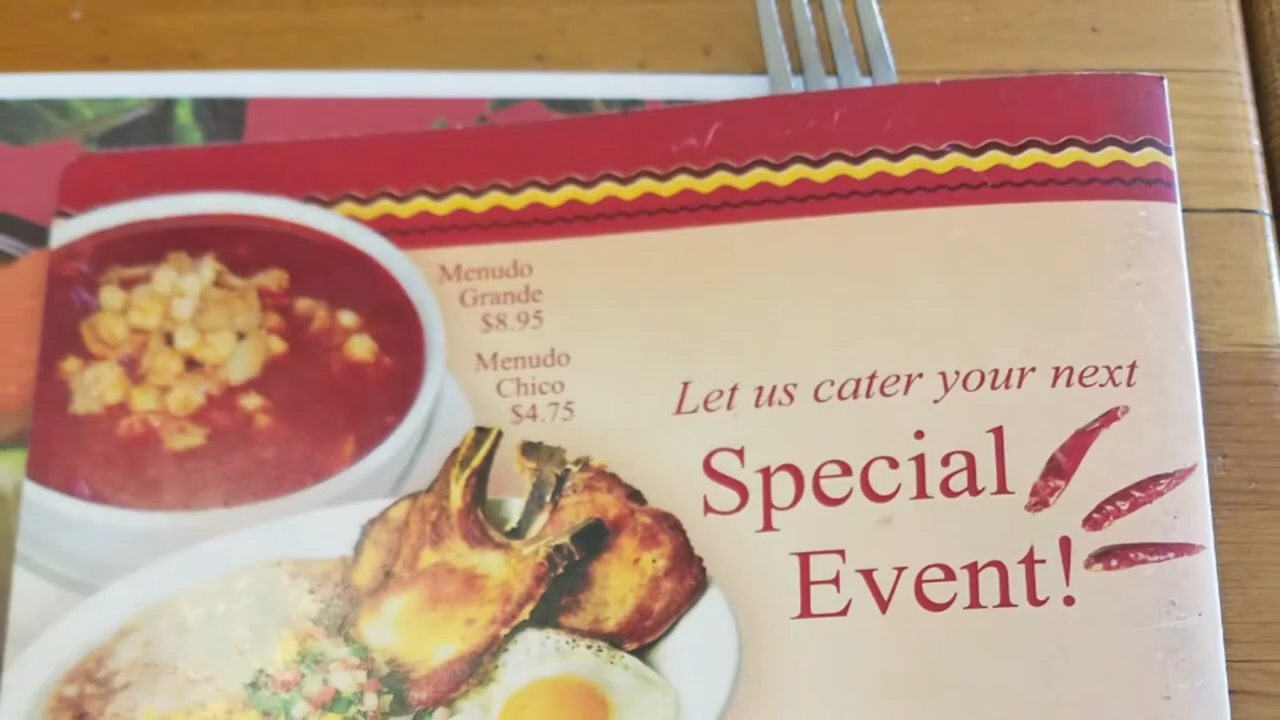 Menudo
Grande
$8.95
Menudo
Chico
$4.75
Let us cater your next
Special
Event!